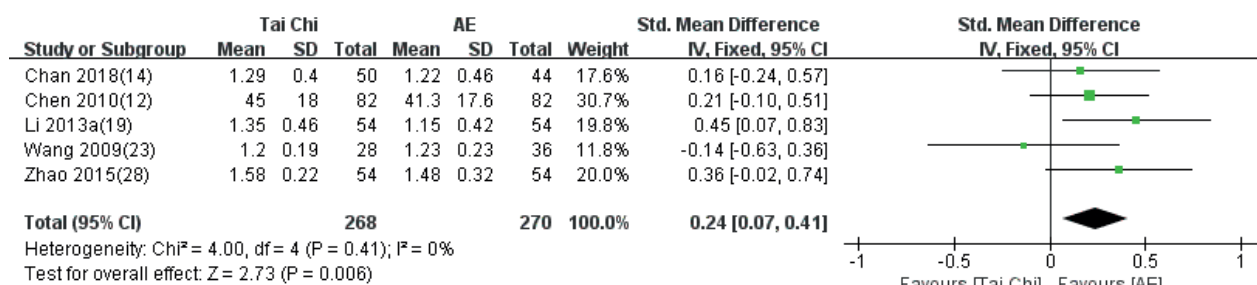 Tai Chi AE Std. Mean Difference Std. Mean Difference
Study or Subgroup Mean SD Total Mean SD Total Weight IV, Fixed, 95% CI IV, Fixed, 95% CI
Chan 2018(14) 1.29 0.4 50 1.22 0.46 44 17.6% 0.16 [-0.24, 0.57]
Chen 2010(12) 45 18 82 41.3 17.6 82 30.7% 0.21 [-0.10, 0.51]
Li 2013a(19) 1.35 0.46 54 1.15 0.42 54 19.8% 0.45 [0.07, 0.83]
Wang 2009(23) 1.2 0.19 28 1.23 0.23 36 11.8% -0.14 [-0.63, 0.36]
Zhao 2015(28) 1.58 0.22 54 1.48 0.32 54 20.0% 0.36 [-0.02, 0.74]
Total (95% CI) 268 270 100.0% 0.24 [0.07, 0.41]
Heterogeneity: Chi² = 4.00, df = 4 (P = 0.41); I² = 0%
Test for overall effect: Z = 2.73 (P = 0.006)
-1 -0.5 0 0.5 1
Favours [Tai Chi] Favours [AE]